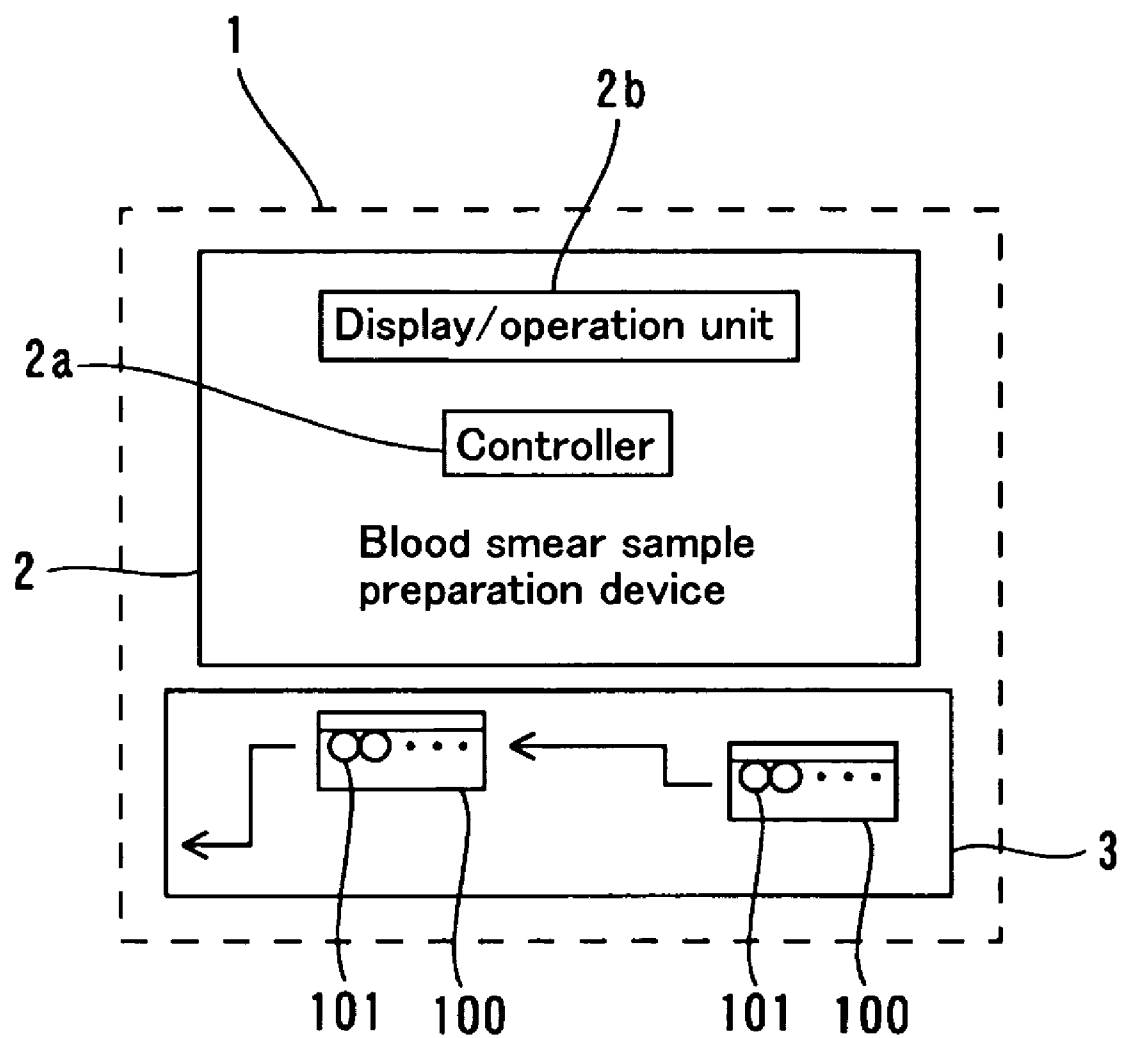 1
2b
Display/operation unit
2a
Controller
Blood smear sample
preparation device
2
3
101
100
101
100